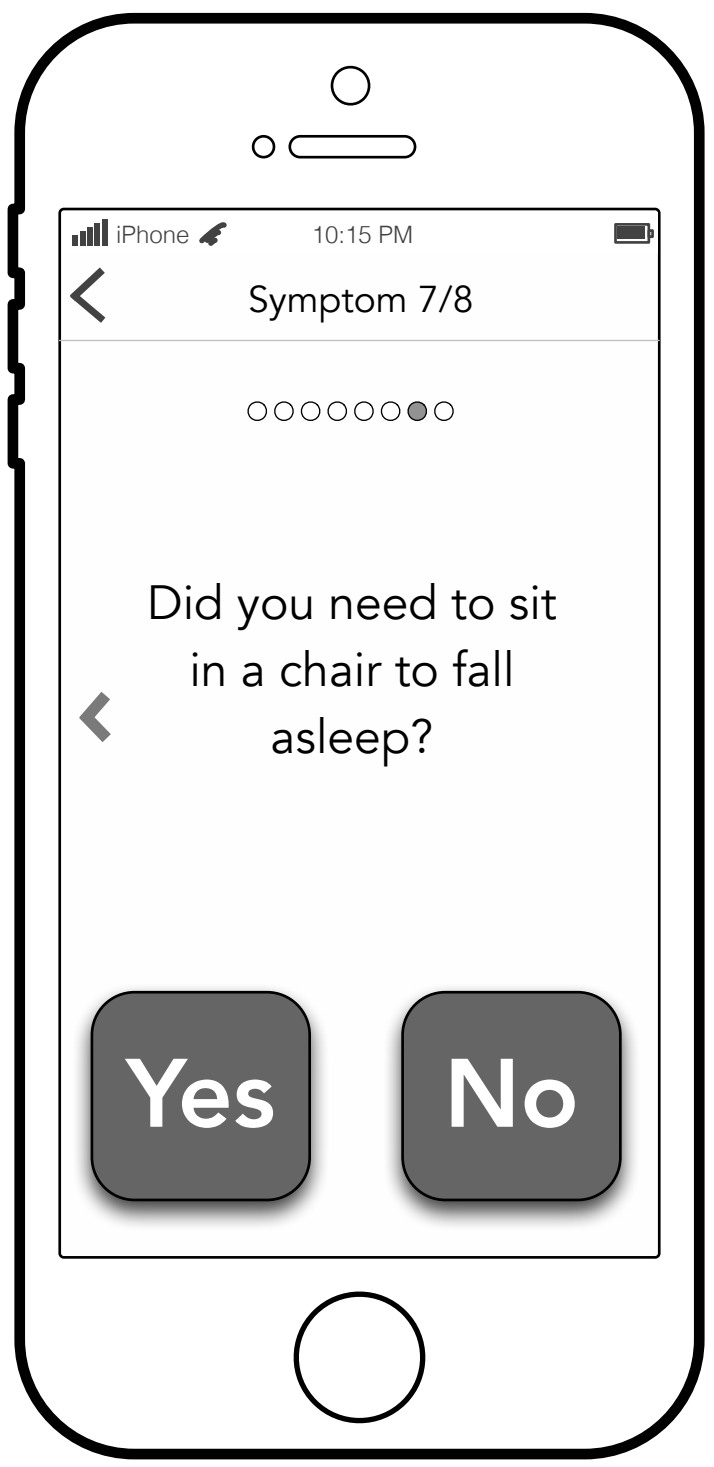 iPhone 10:15 PM
Symptom 7/8
Did you need to sit
in a chair to fall
asleep?
Yes No